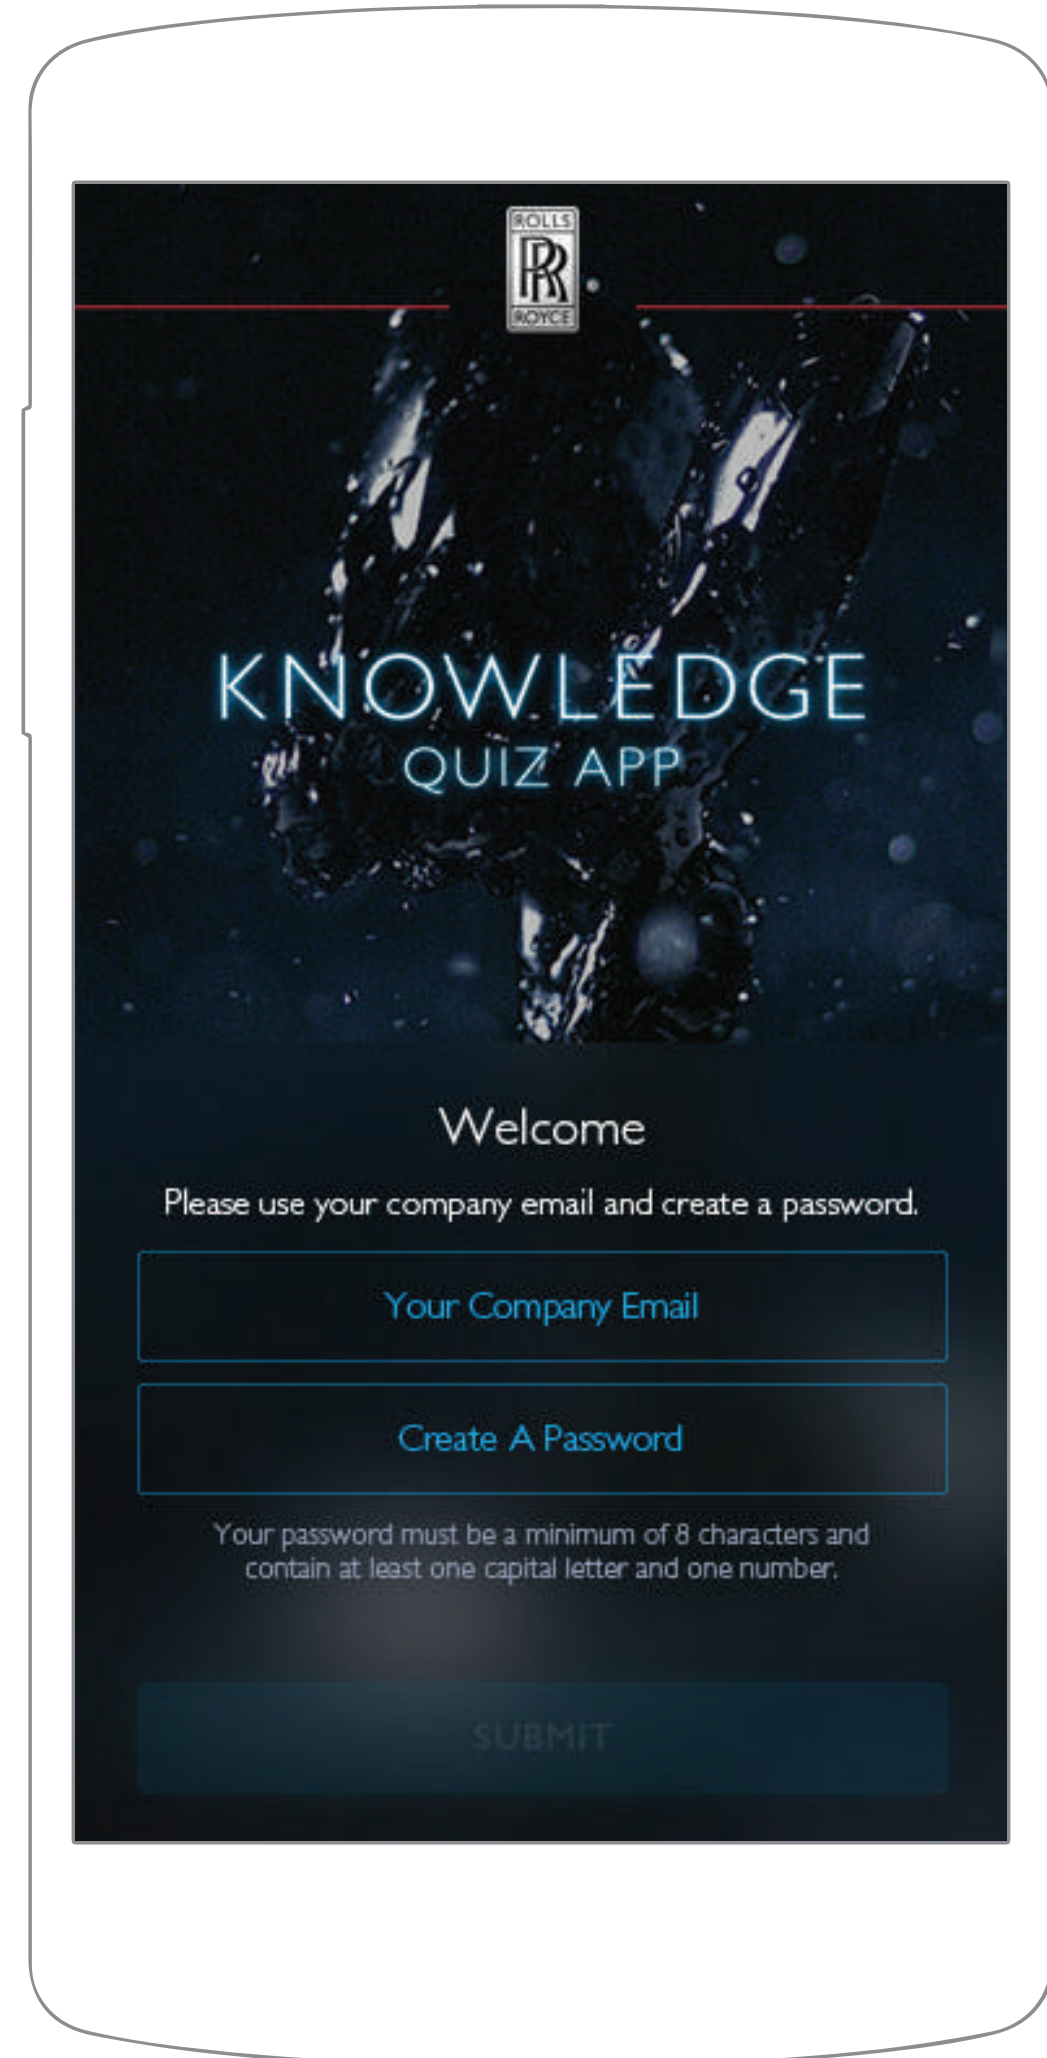 ROLLS
RR
ROYCE
KNOWLEDGE
QUIZ APP
Welcome
Please use your company email and create a password.
Your Company Email
Create A Password
Your password must be a minimum of 8 characters and
contain at least one capital letter and one number.
SUBMIT